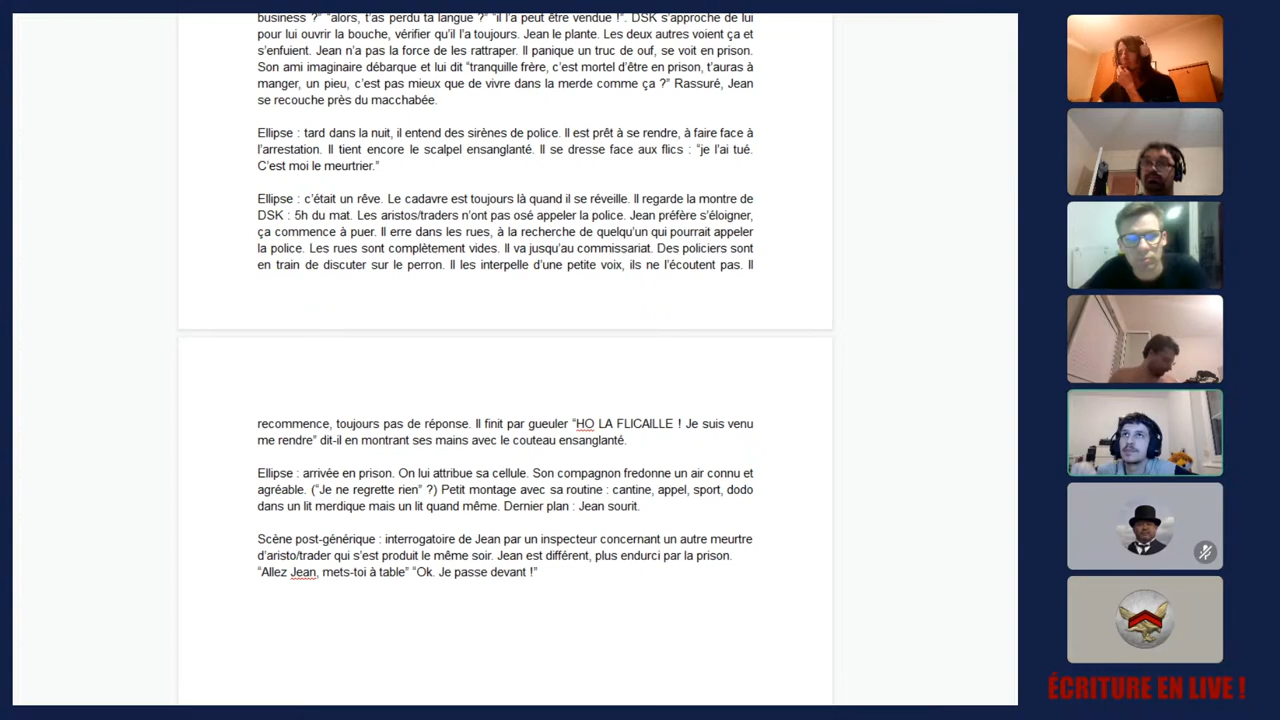 business ?” “alors, t’as perdu ta langue ?” “il l’a peut être vendue !”. DSK s’approche de lui
pour lui ouvrir la bouche, vérifier qu’il l’a toujours. Jean le plante. Les deux autres voient ça et
s’enfuient. Jean n’a pas la force de les rattraper. Il panique un truc de ouf, se voit en prison.
Son ami imaginaire débarque et lui dit “tranquille frère, c’est mortel d’être en prison, t’auras à
manger, un pieu, c’est pas mieux que de vivre dans la merde comme ça ?” Rassuré, Jean
se recouche près du macchabée.
Ellipse : tard dans la nuit, il entend des sirènes de police. Il est prêt à se rendre, à faire face à
l’arrestation. Il tient encore le scalpel ensanglanté. Il se dresse face aux flics : “je l’ai tué.
C’est moi le meurtrier.”
Ellipse : c’était un rêve. Le cadavre est toujours là quand il se réveille. Il regarde la montre de
DSK : 5h du mat. Les aristos/traders n’ont pas osé appeler la police. Jean préfère s’éloigner,
ça commence à puer. Il erre dans les rues, à la recherche de quelqu’un qui pourrait appeler
la police. Les rues sont complètement vides. Il va jusqu’au commissariat. Des policiers sont
en train de discuter sur le perron. Il les interpelle d’une petite voix, ils ne l’écoutent pas. Il
recommence, toujours pas de réponse. Il finit par gueuler “HO LA FLICAILLE ! Je suis venu
me rendre” dit-il en montrant ses mains avec le couteau ensanglanté.
Ellipse : arrivée en prison. On lui attribue sa cellule. Son compagnon fredonne un air connu et
agréable. (“Je ne regrette rien” ?) Petit montage avec sa routine : cantine, appel, sport, dodo
dans un lit merdique mais un lit quand même. Dernier plan : Jean sourit.
Scène post-générique : interrogatoire de Jean par un inspecteur concernant un autre meurtre
d’aristo/trader qui s’est produit le même soir. Jean est différent, plus endurci par la prison.
“Allez Jean, mets-toi à table” “Ok. Je passe devant !”
ÉCRITURE EN LIVE !